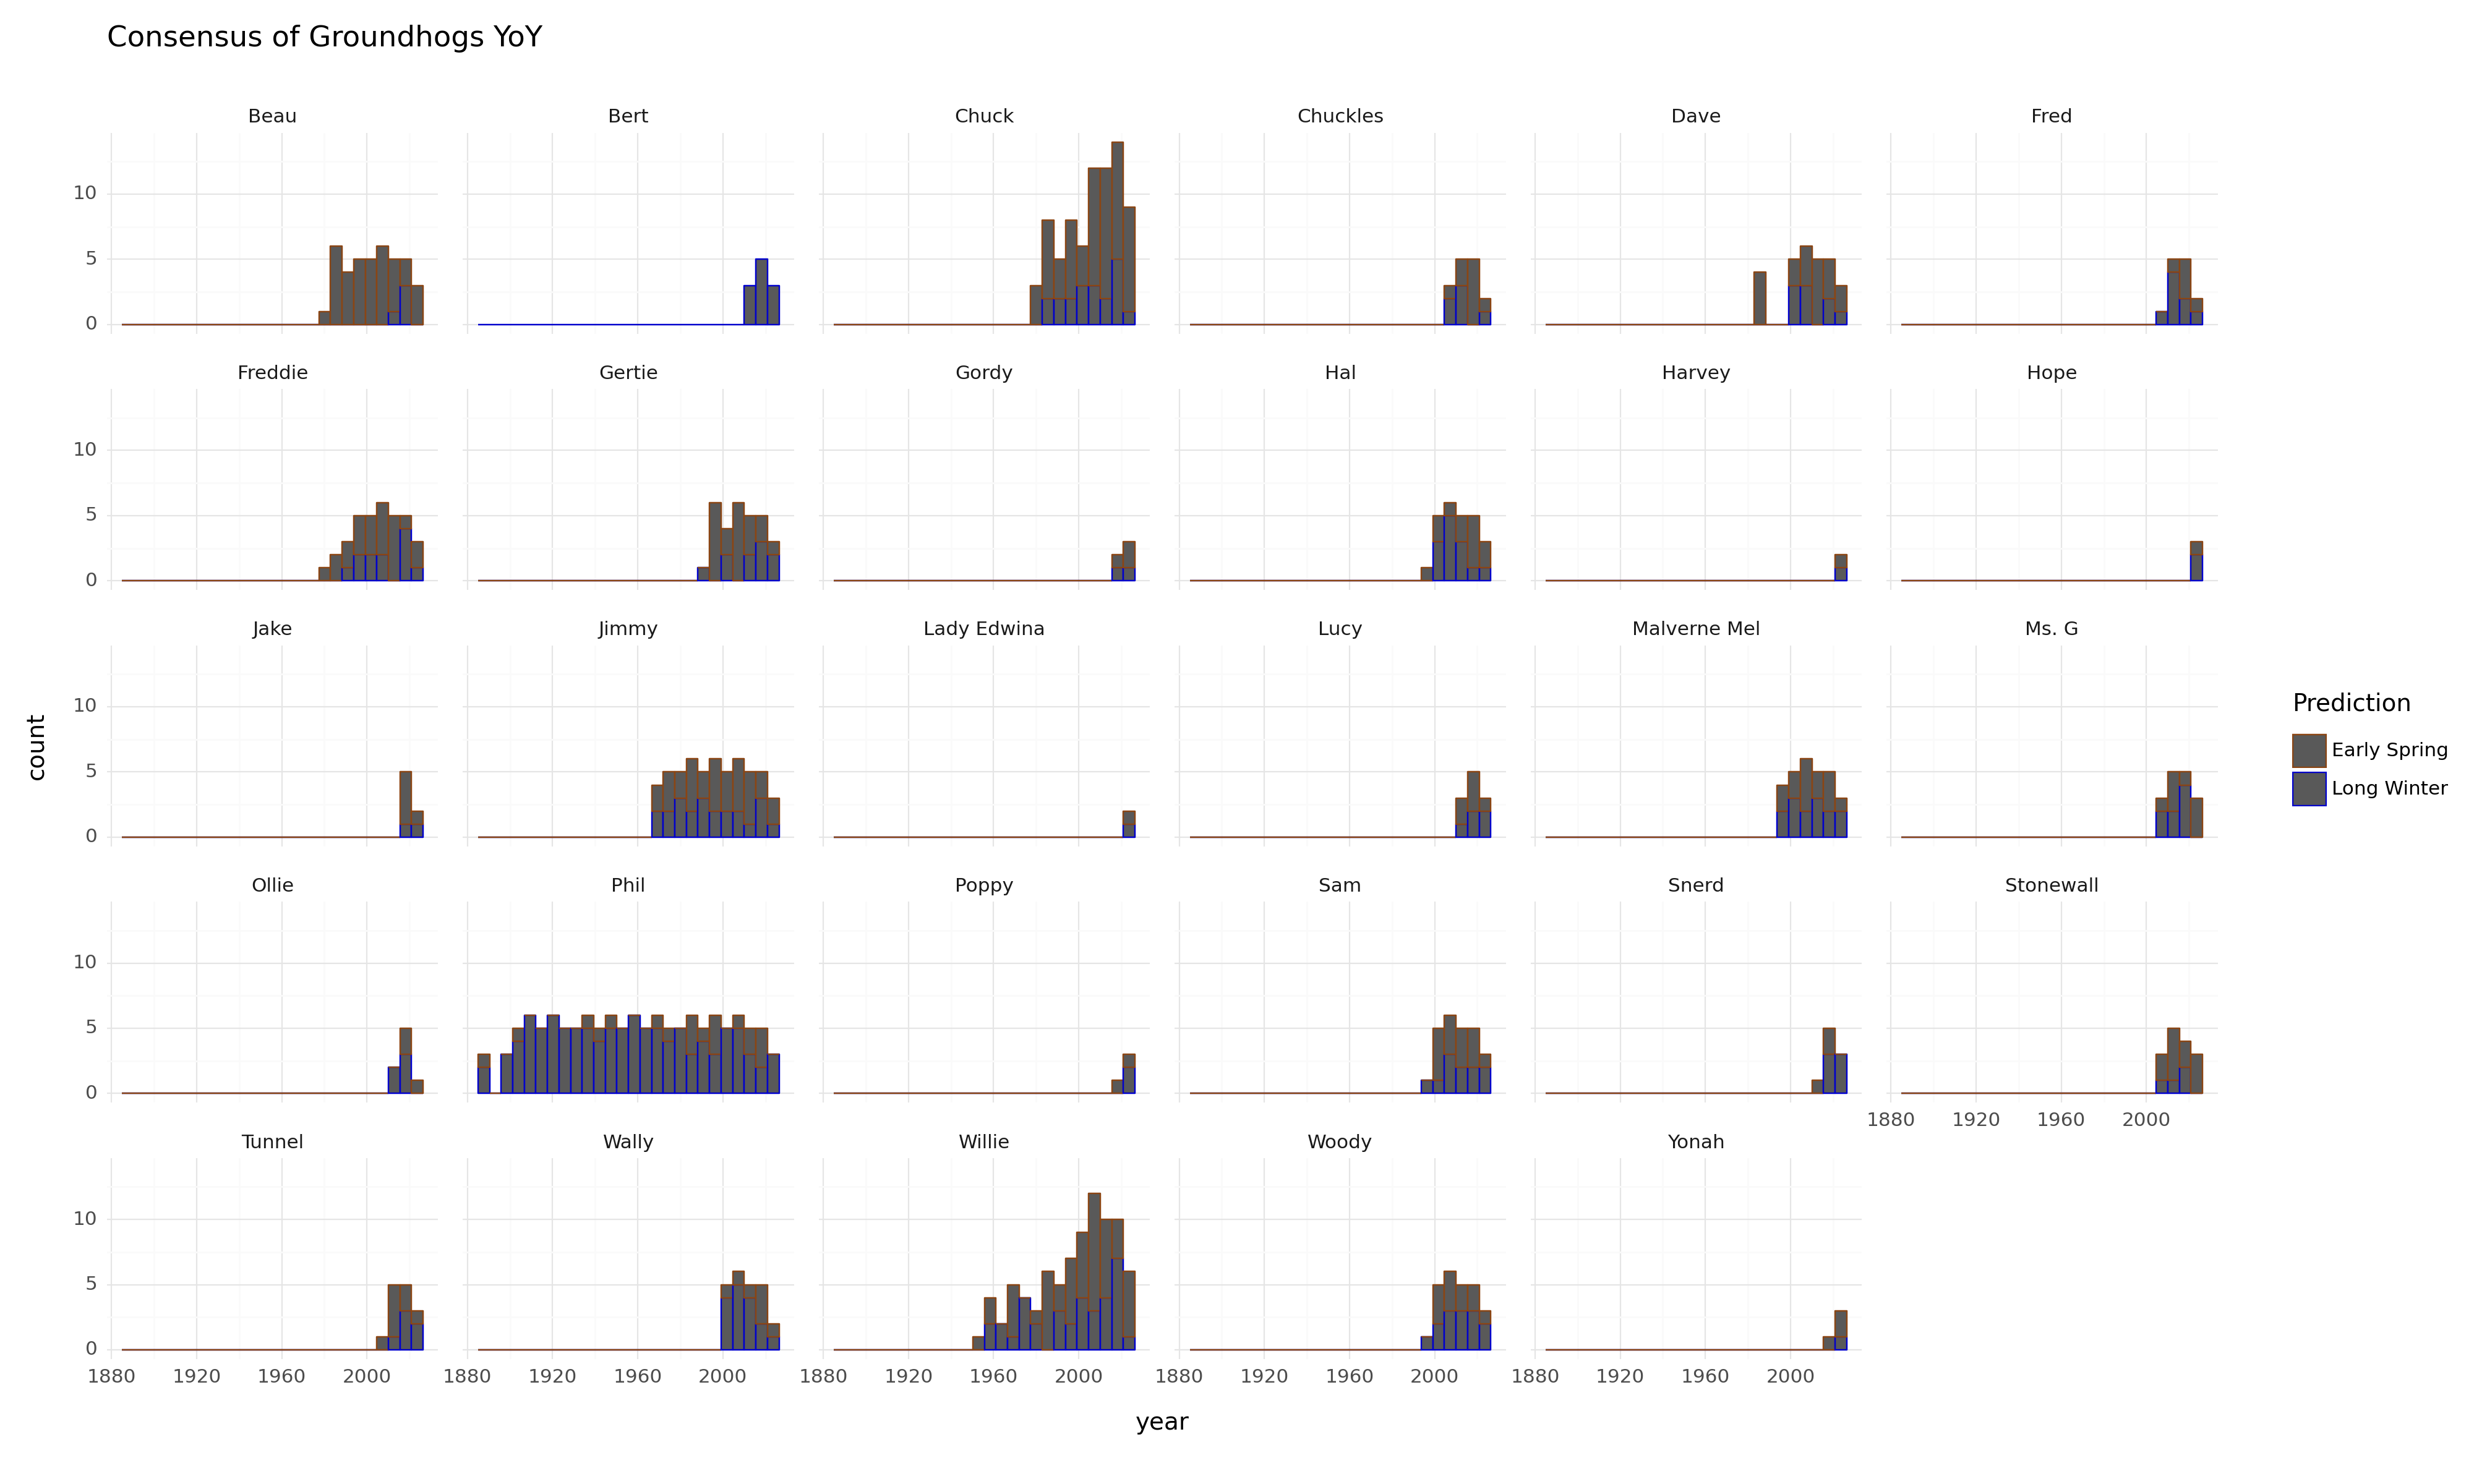 Consensus of Groundhogs YoY
Beau Bert Chuck Chuckles Dave Fred
10
5
0
Freddie Gertie Gordy Hal Harvey Hope
10
5
0
Jake Jimmy Lady Edwina Lucy Malverne Mel Ms. G
10
5
0
count
Prediction
Early Spring
Long Winter
Ollie Phil Poppy Sam Snerd Stonewall
10
5
0
1880 1920 1960 2000
Tunnel Wally Willie Woody Yonah
10
5
0
1880 1920 1960 2000 1880 1920 1960 2000 1880 1920 1960 2000 1880 1920 1960 2000 1880 1920 1960 2000
year